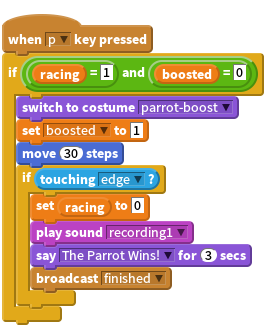 when p key pressed
if racing = 1 and boosted = 0
switch to costume parrot-boost
set boosted to 1
move 30 steps
if touching edge ?
set racing to 0
play sound recording1
say The Parrot Wins! for 3 secs
broadcast finished